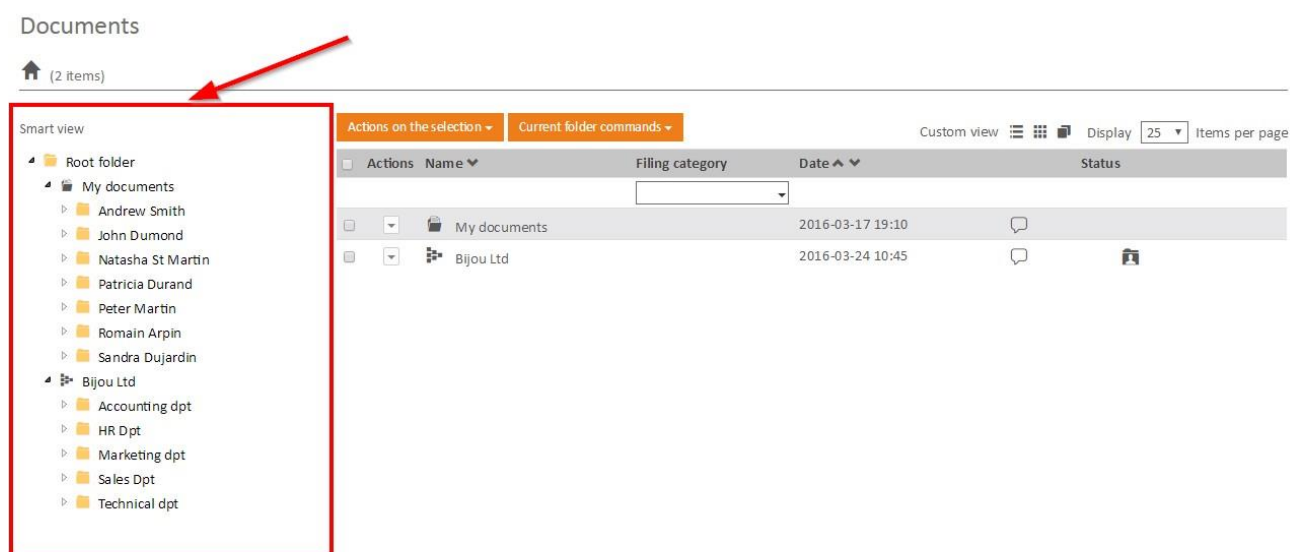 Documents
(2 items)
Smart view
Root folder
My documents
Andrew Smith
John Dumond
Natasha St Martin
Patricia Durand
Peter Martin
Romain Arpin
Sandra Dujardin
Bijou Ltd
Accounting dpt
HR Dpt
Marketing dpt
Sales Dpt
Technical dpt
Actions on the selection Current folder commands Custom view Display 25 Items per page
Actions Name Filing category Date Status
My documents 2016-03-17 19:10
Bijou Ltd 2016-03-24 10:45